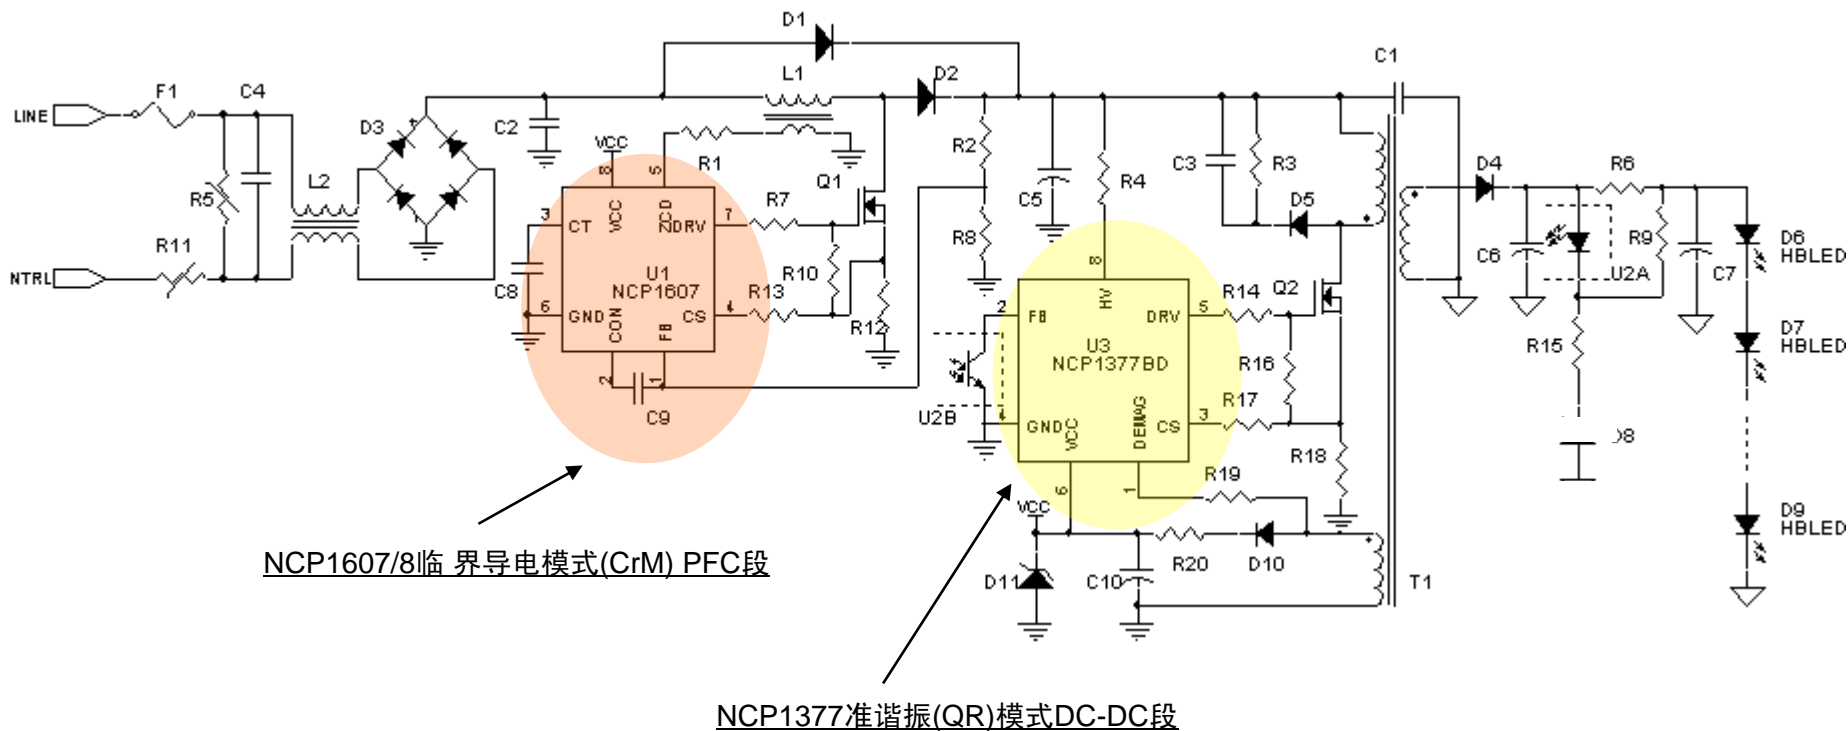 D1
C1
F1
C4
L1
D2
LINE
D3
C2
VCC
R1
R2
C3
R3
D4
R6
L2
R5
8
5
Q1
C5
R4
D5
R7
VCC
ZCD
3
CT
DRV
7
R8
C6
R9
D6
HBLED
R11
U1
R10
8
U2A
C7
NTRL
C8
NCP1607
R13
HV
R14
Q2
6
GND
CS
4
R12
2
FB
DRV
5
D7
HBLED
CON
FB
U3
NCP1377BD
R16
R15
2
1
C9
U2B
4
GND
VCC
DEMAG
CS
3
R17
R18
6
1
R19
VCC
D9
HBLED
D11
C10
R20
D10
T1
NCP1607/8临 界导电模式(CrM) PFC段
NCP1377准谐振(QR)模式DC-DC段